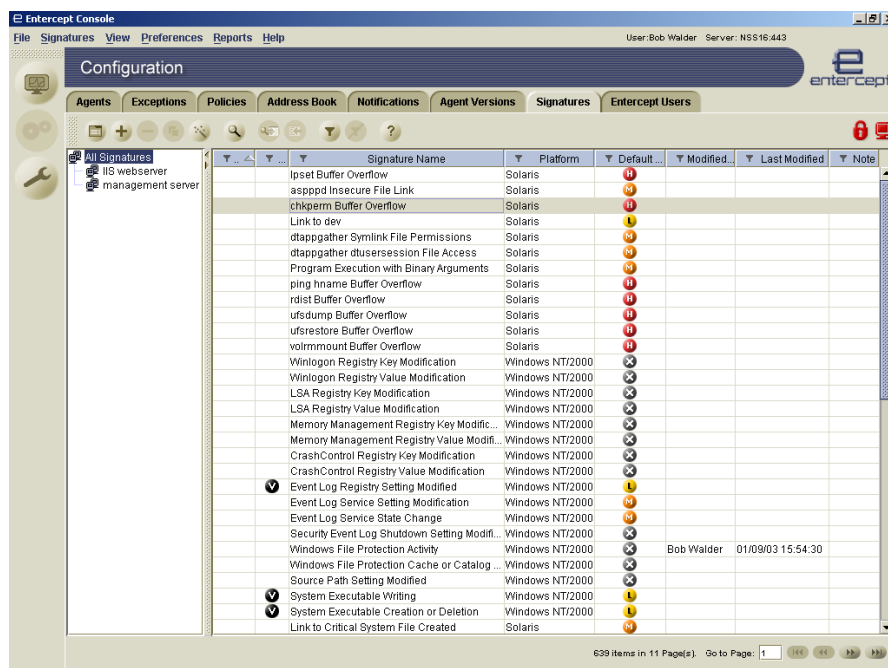 Entercept Console
File Signatures View Preferences Reports Help User:Bob Walder Server: NSS16:443
Configuration
entercept
Agents Exceptions Policies Address Book Notifications Agent Versions Signatures Entercept Users
All Signatures
IIS webserver
management server
.. ... Signature Name Platform Default ... Modified... Last Modified Note
lpset Buffer Overflow Solaris H
aspppd Insecure File Link Solaris M
chkperm Buffer Overflow Solaris H
Link to dev Solaris L
dtappgather Symlink File Permissions Solaris M
dtappgather dtusersession File Access Solaris M
Program Execution with Binary Arguments Solaris M
ping hname Buffer Overflow Solaris H
rdist Buffer Overflow Solaris H
ufsdump Buffer Overflow Solaris H
ufsrestore Buffer Overflow Solaris H
volrmmount Buffer Overflow Solaris H
Winlogon Registry Key Modification Windows NT/2000
Winlogon Registry Value Modification Windows NT/2000
LSA Registry Key Modification Windows NT/2000
LSA Registry Value Modification Windows NT/2000
Memory Management Registry Key Modific... Windows NT/2000
Memory Management Registry Value Modifi... Windows NT/2000
CrashControl Registry Key Modification Windows NT/2000
CrashControl Registry Value Modification Windows NT/2000
V Event Log Registry Setting Modified Windows NT/2000 L
Event Log Service Setting Modification Windows NT/2000 M
Event Log Service State Change Windows NT/2000 M
Security Event Log Shutdown Setting Modifi... Windows NT/2000
Windows File Protection Activity Windows NT/2000 Bob Walder 01/09/03 15:54:30
Windows File Protection Cache or Catalog ... Windows NT/2000
Source Path Setting Modified Windows NT/2000
V System Executable Writing Windows NT/2000 L
V System Executable Creation or Deletion Windows NT/2000 L
Link to Critical System File Created Solaris M
639 items in 11 Page(s). Go to Page: 1